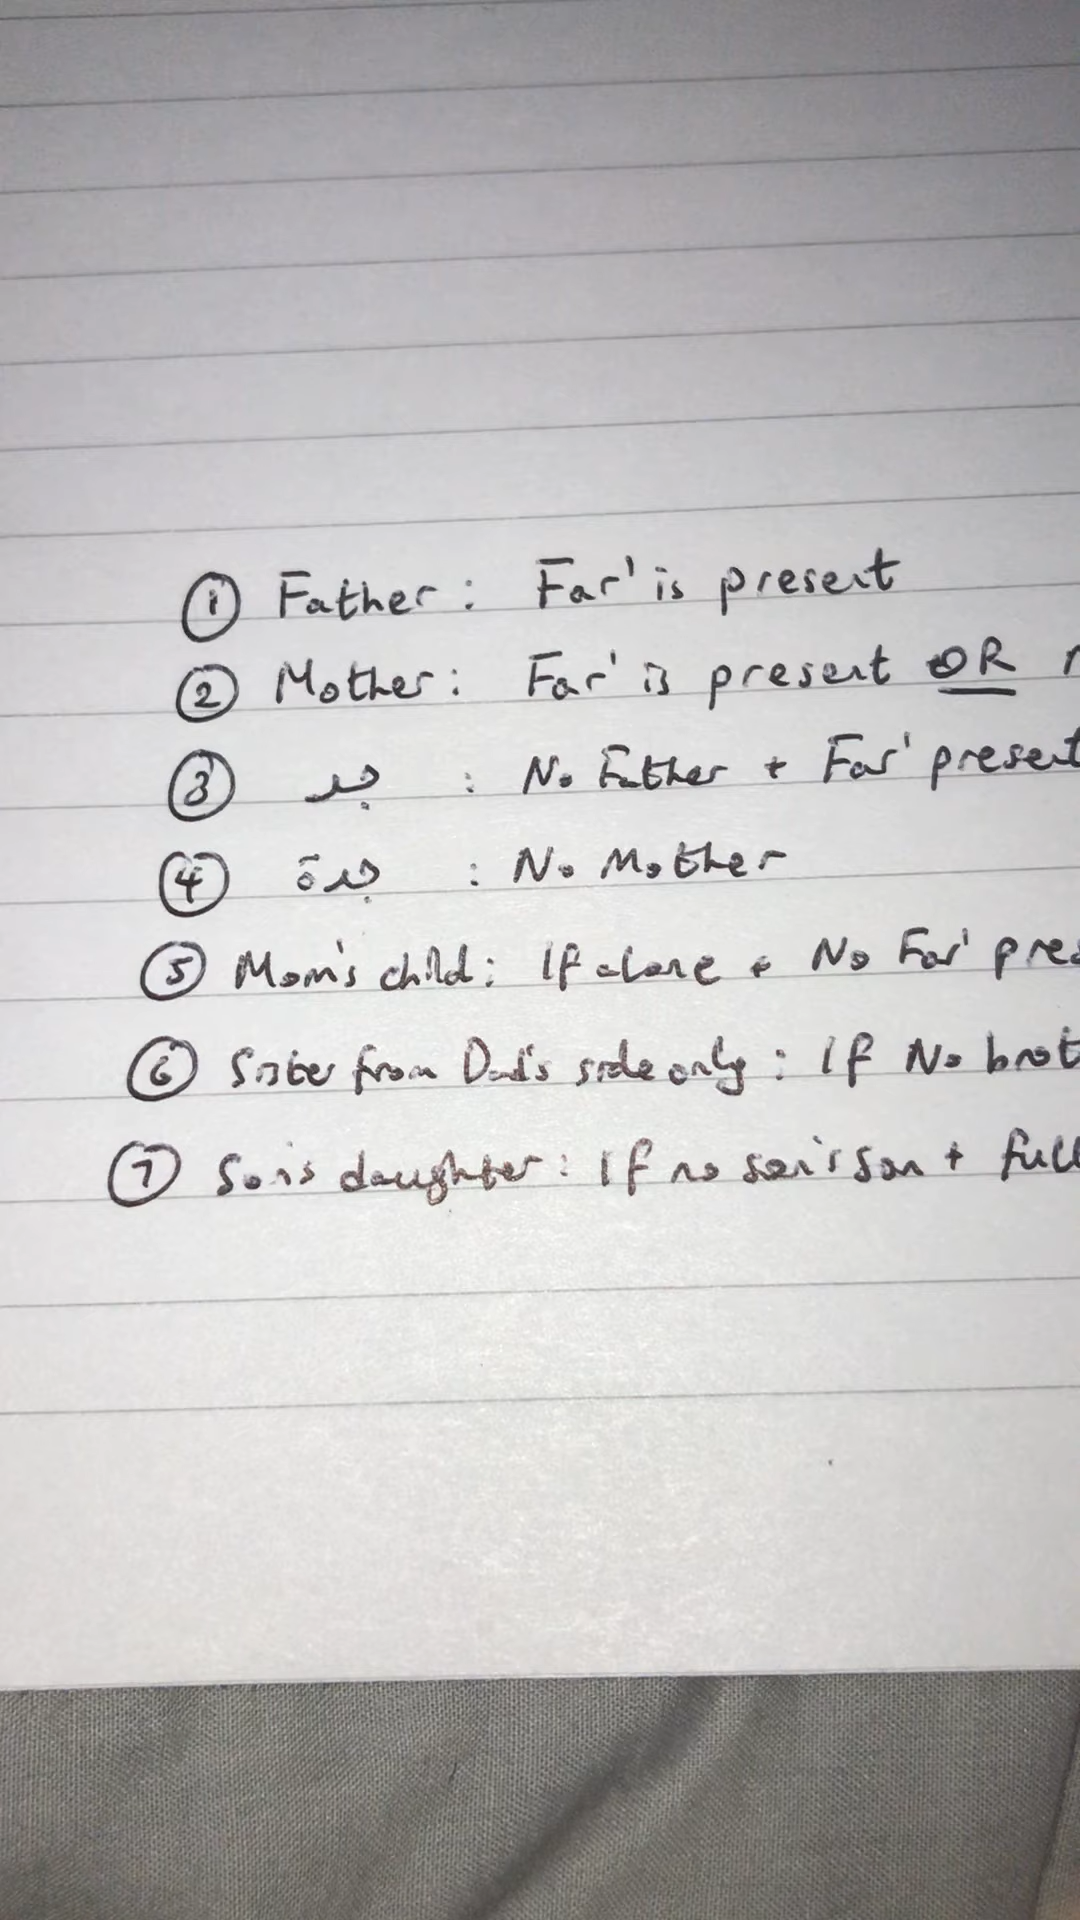 ① Father : Far' is present
② Mother : Far' is present OR
③ جد : No Father + Far' present
④ جدة : No Mother
⑤ Mom's child : If alone + No Far'
⑥ Sister from Dad's side only : If No
⑦ Son's daughter : If no son's son + full